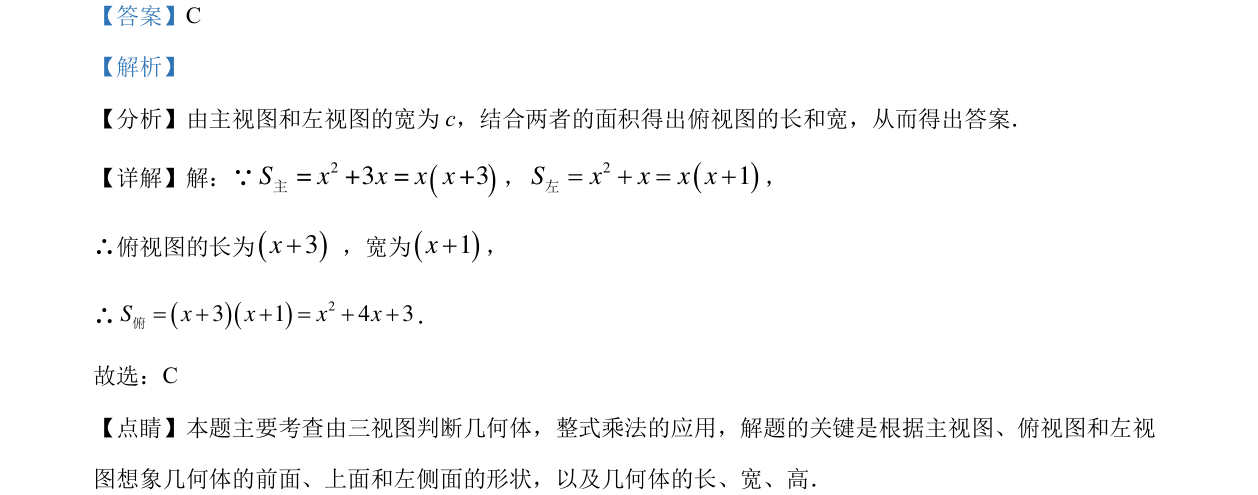 【答案】C
【解析】
【分析】由主视图和左视图的宽为 c，结合两者的面积得出俯视图的长和宽，从而得出答案．
【详解】解：∵ S主 = x² +3x = x( x+3)，S左 = x² + x = x( x+1)，
∴俯视图的长为( x+3) ，宽为( x+1)，
∴ S俯 =( x+3)( x+1)= x² +4x+3．
故选：C
【点睛】本题主要考查由三视图判断几何体，整式乘法的应用，解题的关键是根据主视图、俯视图和左视
图想象几何体的前面、上面和左侧面的形状，以及几何体的长、宽、高．